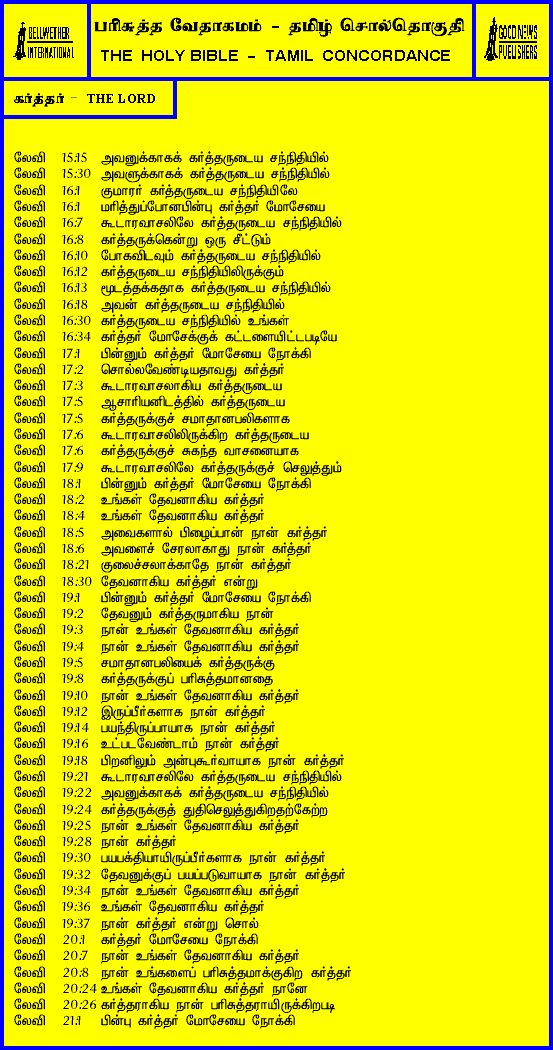 BELLWETHER
INTERNATIONAL
பரிசுத்த வேதாகமம் - தமிழ் சொல்தொகுதி
THE HOLY BIBLE - TAMIL CONCORDANCE
GOOD NEWS
PUBLISHERS
கர்த்தர் - THE LORD
லேவி 15:15 அவனுக்காகக் கர்த்தருடைய சந்நிதியில்
லேவி 15:30 அவளுக்காகக் கர்த்தருடைய சந்நிதியில்
லேவி 16:1 குமாரர் கர்த்தருடைய சந்நிதியிலே
லேவி 16:1 மரித்துப்போனபின்பு கர்த்தர் மோசேயை
லேவி 16:7 கூடாரவாசலிலே கர்த்தருடைய சந்நிதியில்
லேவி 16:8 கர்த்தருக்கென்று ஒரு சீட்டும்
லேவி 16:10 போகவிடவும் கர்த்தருடைய சந்நிதியில்
லேவி 16:12 கர்த்தருடைய சந்நிதியிலிருக்கும்
லேவி 16:13 மூடத்தக்கதாக கர்த்தருடைய சந்நிதியில்
லேவி 16:18 அவன் கர்த்தருடைய சந்நிதியில்
லேவி 16:30 கர்த்தருடைய சந்நிதியில் உங்கள்
லேவி 16:34 கர்த்தர் மோசேக்குக் கட்டளையிட்டபடியே
லேவி 17:1 பின்னும் கர்த்தர் மோசேயை நோக்கி
லேவி 17:2 சொல்லவேண்டியதாவது கர்த்தர்
லேவி 17:3 கூடாரவாசலாகிய கர்த்தருடைய
லேவி 17:5 ஆசாரியனிடத்தில் கர்த்தருடைய
லேவி 17:5 கர்த்தருக்குச் சமாதானபலிகளாக
லேவி 17:6 கூடாரவாசலிலிருக்கிற கர்த்தருடைய
லேவி 17:6 கர்த்தருக்குச் சுகந்த வாசனையாக
லேவி 17:9 கூடாரவாசலிலே கர்த்தருக்குச் செலுத்தும்
லேவி 18:1 பின்னும் கர்த்தர் மோசேயை நோக்கி
லேவி 18:2 உங்கள் தேவனாகிய கர்த்தர்
லேவி 18:4 உங்கள் தேவனாகிய கர்த்தர்
லேவி 18:5 அவைகளால் பிழைப்பான் நான் கர்த்தர்
லேவி 18:6 அவளைச் சேரலாகாது நான் கர்த்தர்
லேவி 18:21 குலைச்சலாக்காதே நான் கர்த்தர்
லேவி 18:30 தேவனாகிய கர்த்தர் என்று
லேவி 19:1 பின்னும் கர்த்தர் மோசேயை நோக்கி
லேவி 19:2 தேவனும் கர்த்தருமாகிய நான்
லேவி 19:3 நான் உங்கள் தேவனாகிய கர்த்தர்
லேவி 19:4 நான் உங்கள் தேவனாகிய கர்த்தர்
லேவி 19:5 சமாதானபலியைக் கர்த்தருக்கு
லேவி 19:8 கர்த்தருக்குப் பரிசுத்தமானதை
லேவி 19:10 நான் உங்கள் தேவனாகிய கர்த்தர்
லேவி 19:12 இருப்பீர்களாக நான் கர்த்தர்
லேவி 19:14 பயந்திருப்பாயாக நான் கர்த்தர்
லேவி 19:16 உட்படவேண்டாம் நான் கர்த்தர்
லேவி 19:18 பிறனிலும் அன்புகூர்வாயாக நான் கர்த்தர்
லேவி 19:21 கூடாரவாசலிலே கர்த்தருடைய சந்நிதியில்
லேவி 19:22 அவனுக்காகக் கர்த்தருடைய சந்நிதியில்
லேவி 19:24 கர்த்தருக்குத் துதிசெலுத்துகிறதற்கேற்ற
லேவி 19:25 நான் உங்கள் தேவனாகிய கர்த்தர்
லேவி 19:28 நான் கர்த்தர்
லேவி 19:30 பயபக்தியாயிருப்பீர்களாக நான் கர்த்தர்
லேவி 19:32 தேவனுக்குப் பயப்படுவாயாக நான் கர்த்தர்
லேவி 19:34 நான் உங்கள் தேவனாகிய கர்த்தர்
லேவி 19:36 உங்கள் தேவனாகிய கர்த்தர்
லேவி 19:37 நான் கர்த்தர் என்று சொல்
லேவி 20:1 கர்த்தர் மோசேயை நோக்கி
லேவி 20:7 நான் உங்கள் தேவனாகிய கர்த்தர்
லேவி 20:8 நான் உங்களைப் பரிசுத்தமாக்குகிற கர்த்தர்
லேவி 20:24 உங்கள் தேவனாகிய கர்த்தர் நானே
லேவி 20:26 கர்த்தராகிய நான் பரிசுத்தராயிருக்கிறபடி
லேவி 21:1 பின்பு கர்த்தர் மோசேயை நோக்கி